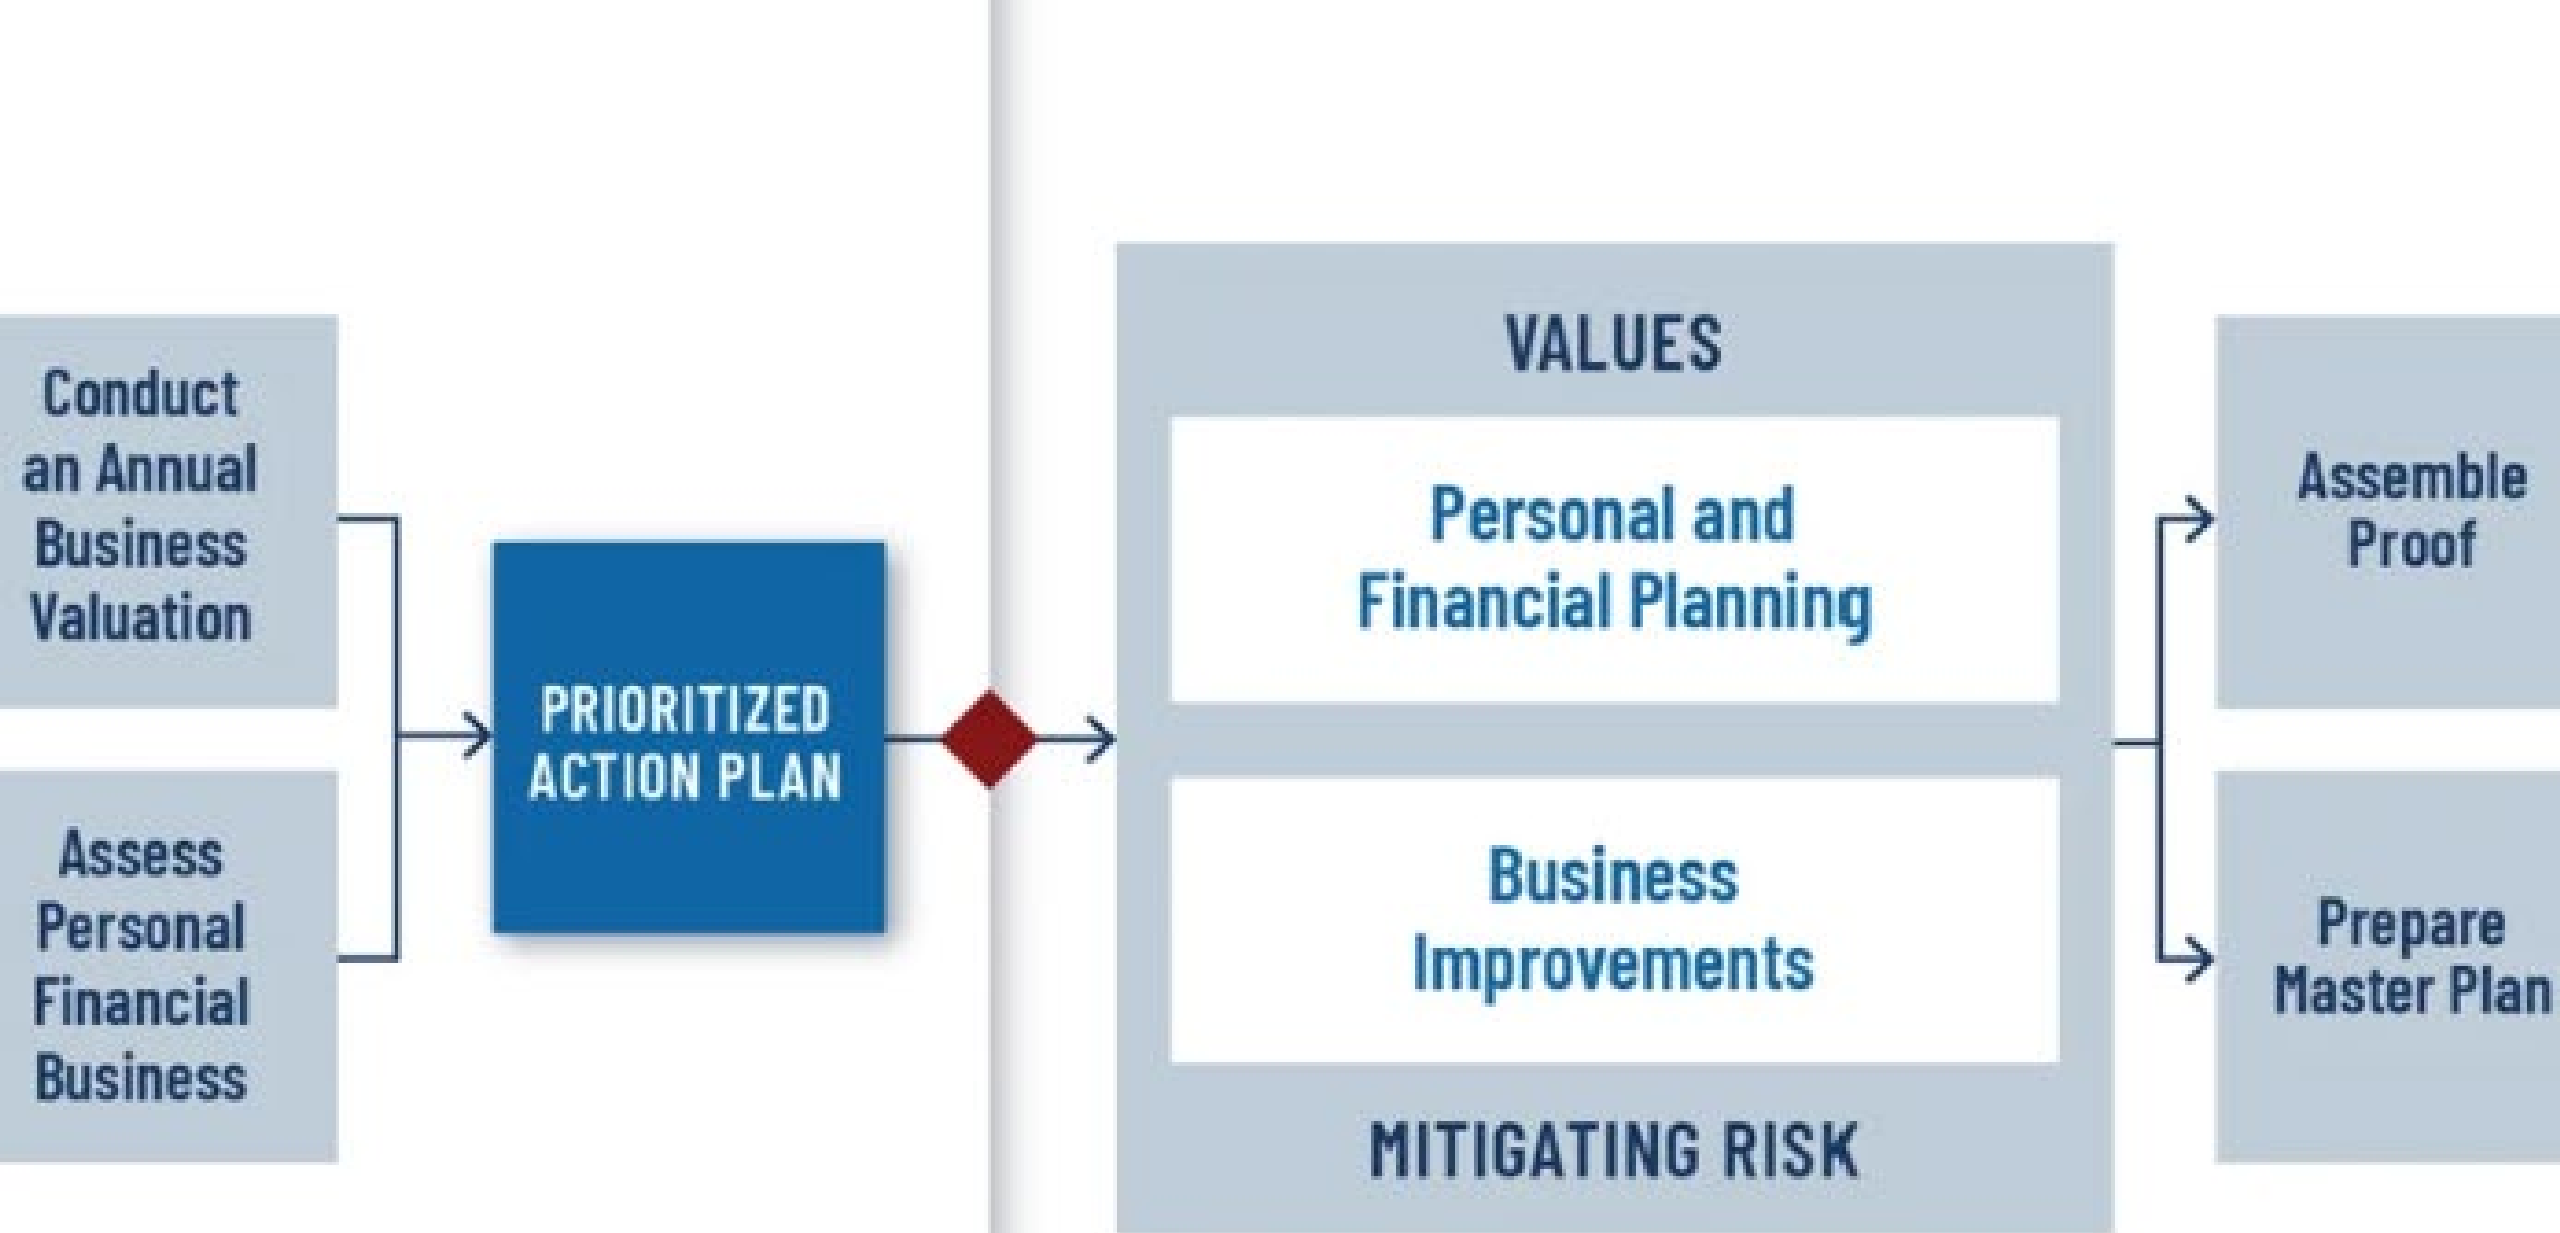 Conduct
an Annual
Business
Valuation
Assess
Personal
Financial
Business
PRIORITIZED
ACTION PLAN
VALUES
Personal and
Financial Planning
Business
Improvements
MITIGATING RISK
Assemble
Proof
Prepare
Master Plan